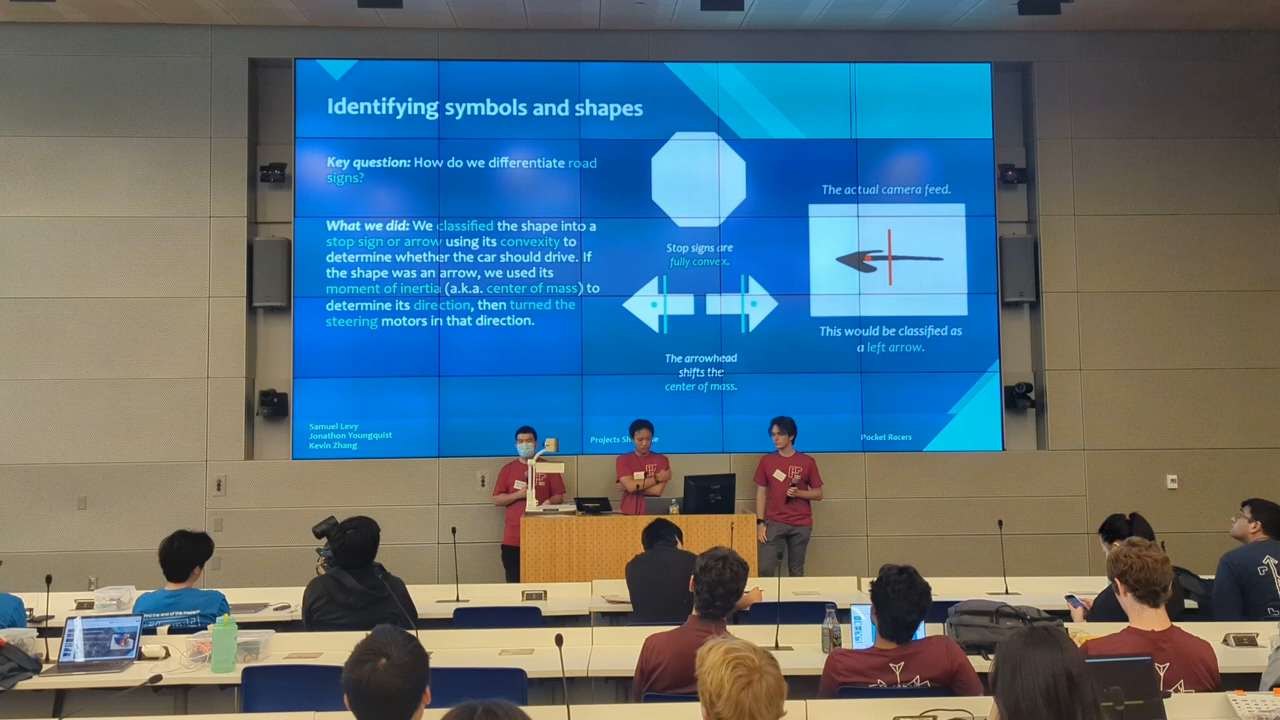 Identifying symbols and shapes
Key question: How do we differentiate road
signs?
What we did: We classified the shape into a
stop sign or arrow using its convexity to
determine whether the car should drive. If
the shape was an arrow, we used its
moment of inertia (a.k.a. center of mass) to
determine its direction, then turned the
steering motors in that direction.
Stop signs are
fully convex.
The arrowhead
shifts the
center of mass.
The actual camera feed.
This would be classified as
a left arrow.
Samuel Levy
Jonathon Youngquist
Kevin Zhang
Projects
Pocket Racers